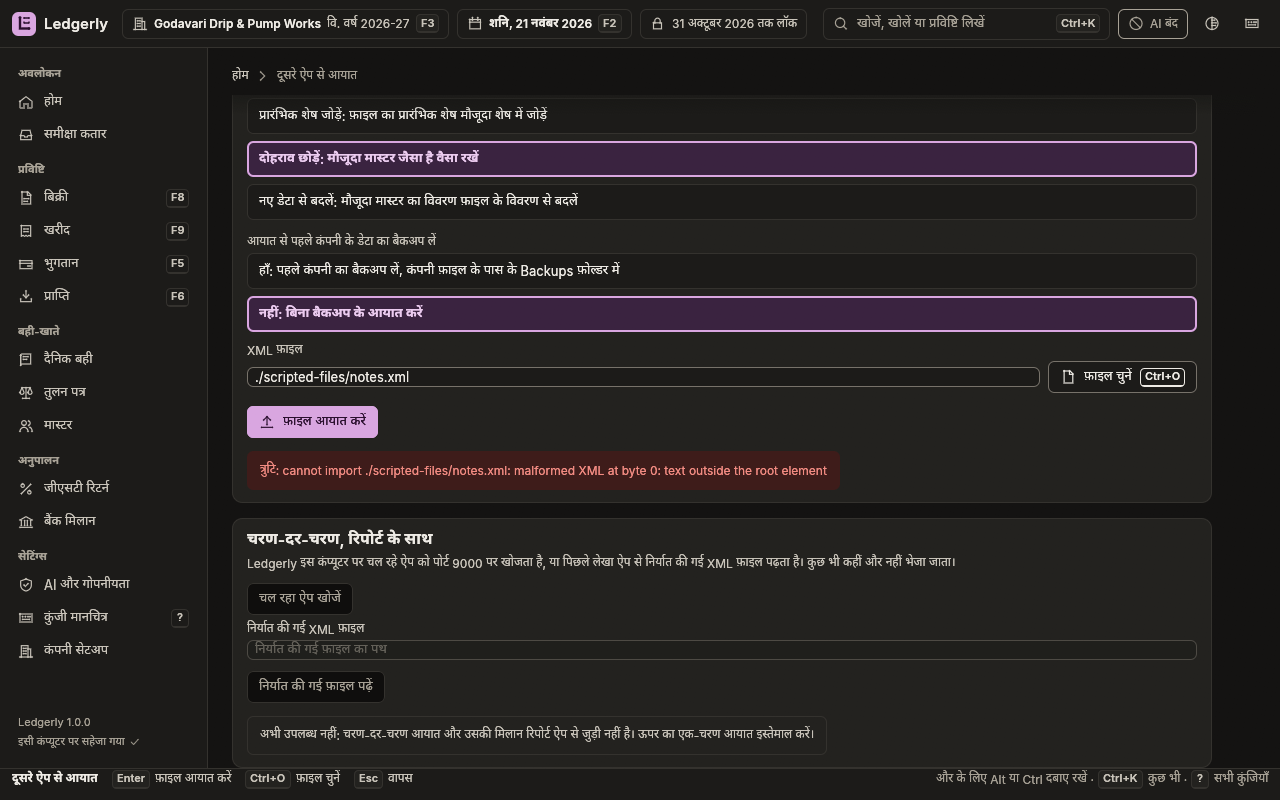 Ledgerly
Godavari Drip & Pump Works वि. वर्ष 2026-27 F3
शनि, 21 नवंबर 2026 F2
31 अक्टूबर 2026 तक लॉक
खोजें, खोलें या प्रविष्टि लिखें Ctrl+K
AI बंद
अवलोकन
होम
समीक्षा कतार
प्रविष्टि
बिक्री F8
खरीद F9
भुगतान F5
प्राप्ति F6
बही-खाते
दैनिक बही
तुलन पत्र
मास्टर
अनुपालन
जीएसटी रिटर्न
बैंक मिलान
सेटिंग्स
AI और गोपनीयता
कुंजी मानचित्र ?
कंपनी सेटअप
Ledgerly 1.0.0
इसी कंप्यूटर पर सहेजा गया
होम > दूसरे ऐप से आयात
प्रारंभिक शेष जोड़ें: फ़ाइल का प्रारंभिक शेष मौजूदा शेष में जोड़ें
दोहराव छोड़ें: मौजूदा मास्टर जैसा है वैसा रखें
नए डेटा से बदलें: मौजूदा मास्टर का विवरण फ़ाइल के विवरण से बदलें
आयात से पहले कंपनी के डेटा का बैकअप लें
हाँ: पहले कंपनी का बैकअप लें, कंपनी फ़ाइल के पास के Backups फ़ोल्डर में
नहीं: बिना बैकअप के आयात करें
XML फ़ाइल
./scripted-files/notes.xml
फ़ाइल चुनें Ctrl+O
फ़ाइल आयात करें
त्रुटि: cannot import ./scripted-files/notes.xml: malformed XML at byte 0: text outside the root element
चरण-दर-चरण, रिपोर्ट के साथ
Ledgerly इस कंप्यूटर पर चल रहे ऐप को पोर्ट 9000 पर खोजता है, या पिछले लेखा ऐप से निर्यात की गई XML फ़ाइल पढ़ता है। कुछ भी कहीं और नहीं भेजा जाता।
चल रहा ऐप खोजें
निर्यात की गई XML फ़ाइल
निर्यात की गई फ़ाइल का पथ
निर्यात की गई फ़ाइल पढ़ें
अभी उपलब्ध नहीं: चरण-दर-चरण आयात और उसकी मिलान रिपोर्ट ऐप से जुड़ी नहीं है। ऊपर का एक-चरण आयात इस्तेमाल करें।
दूसरे ऐप से आयात Enter फ़ाइल आयात करें Ctrl+O फ़ाइल चुनें Esc वापस
और के लिए Alt या Ctrl दबाए रखें · Ctrl+K कुछ भी · ? सभी कुंजियाँ